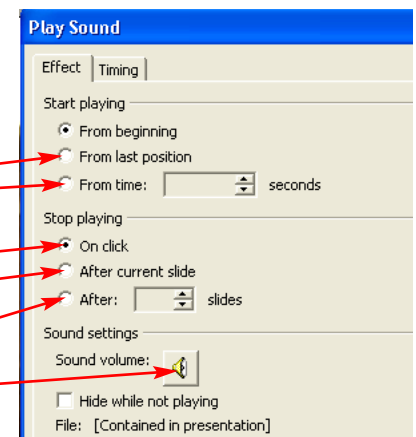 Play Sound
Effect Timing
Start playing
From beginning
From last position
From time: seconds
Stop playing
On click
After current slide
After: slides
Sound settings
Sound volume:
Hide while not playing
File: [Contained in presentation]